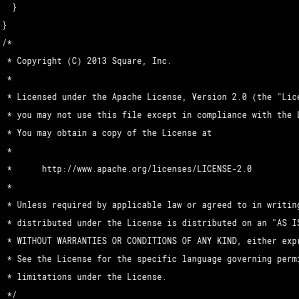 }
}
/*
* Copyright (C) 2013 Square, Inc.
*
* Licensed under the Apache License, Version 2.0 (the "Lice
* you may not use this file except in compliance with the L
* You may obtain a copy of the License at
*
* http://www.apache.org/licenses/LICENSE-2.0
*
* Unless required by applicable law or agreed to in writing
* distributed under the License is distributed on an "AS IS
* WITHOUT WARRANTIES OR CONDITIONS OF ANY KIND, either expr
* See the License for the specific language governing permi
* limitations under the License.
*/